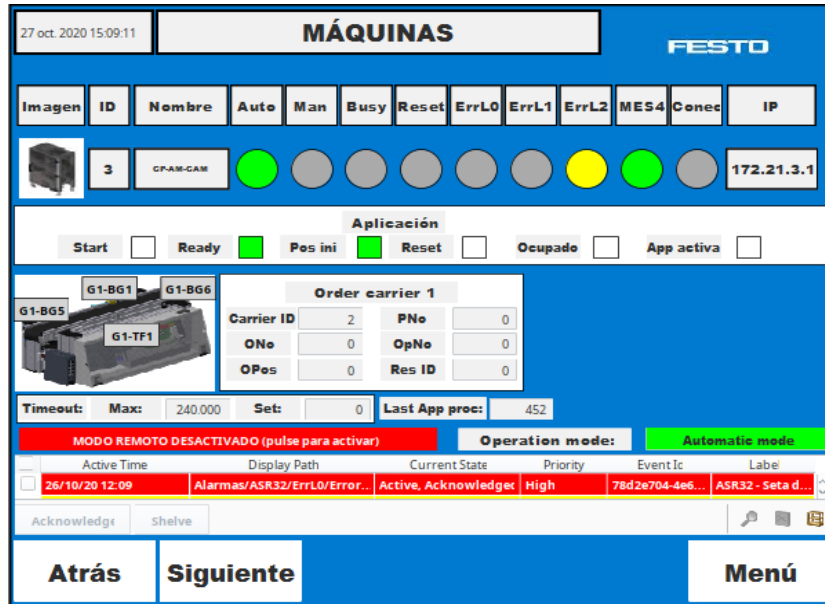 27 oct. 2020 15:09:11
MÁQUINAS
FESTO
Imagen ID Nombre Auto Man Busy Reset ErrL0 ErrL1 ErrL2 MES4 Conec IP
3 CP-AM-CAM 172.21.3.1
Aplicación
Start Ready Pos ini Reset Ocupado App activa
G1-BG1 G1-BG6
G1-BG5
G1-TF1
Order carrier 1
Carrier ID 2 PNo 0
ONo 0 OpNo 0
OPos 0 Res ID 0
Timeout: Max: 240.000 Set: 0 Last App proc: 452
MODO REMOTO DESACTIVADO (pulse para activar) Operation mode: Automatic mode
Active Time Display Path Current State Priority Event Id Label
26/10/20 12:09 Alarmas/ASR32/ErrL0/Error... Active, Acknowledged High 78d2e704-4e6... ASR32 - Seta d...
Acknowledge Shelve
Atrás Siguiente Menú